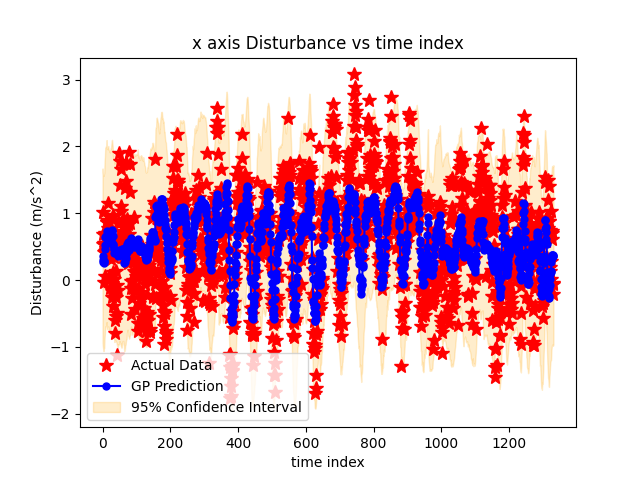 x axis Disturbance vs time index
Disturbance (m/s^2)
3
2
1
0
−1
−2
Actual Data
GP Prediction
95% Confidence Interval
0 200 400 600 800 1000 1200
time index